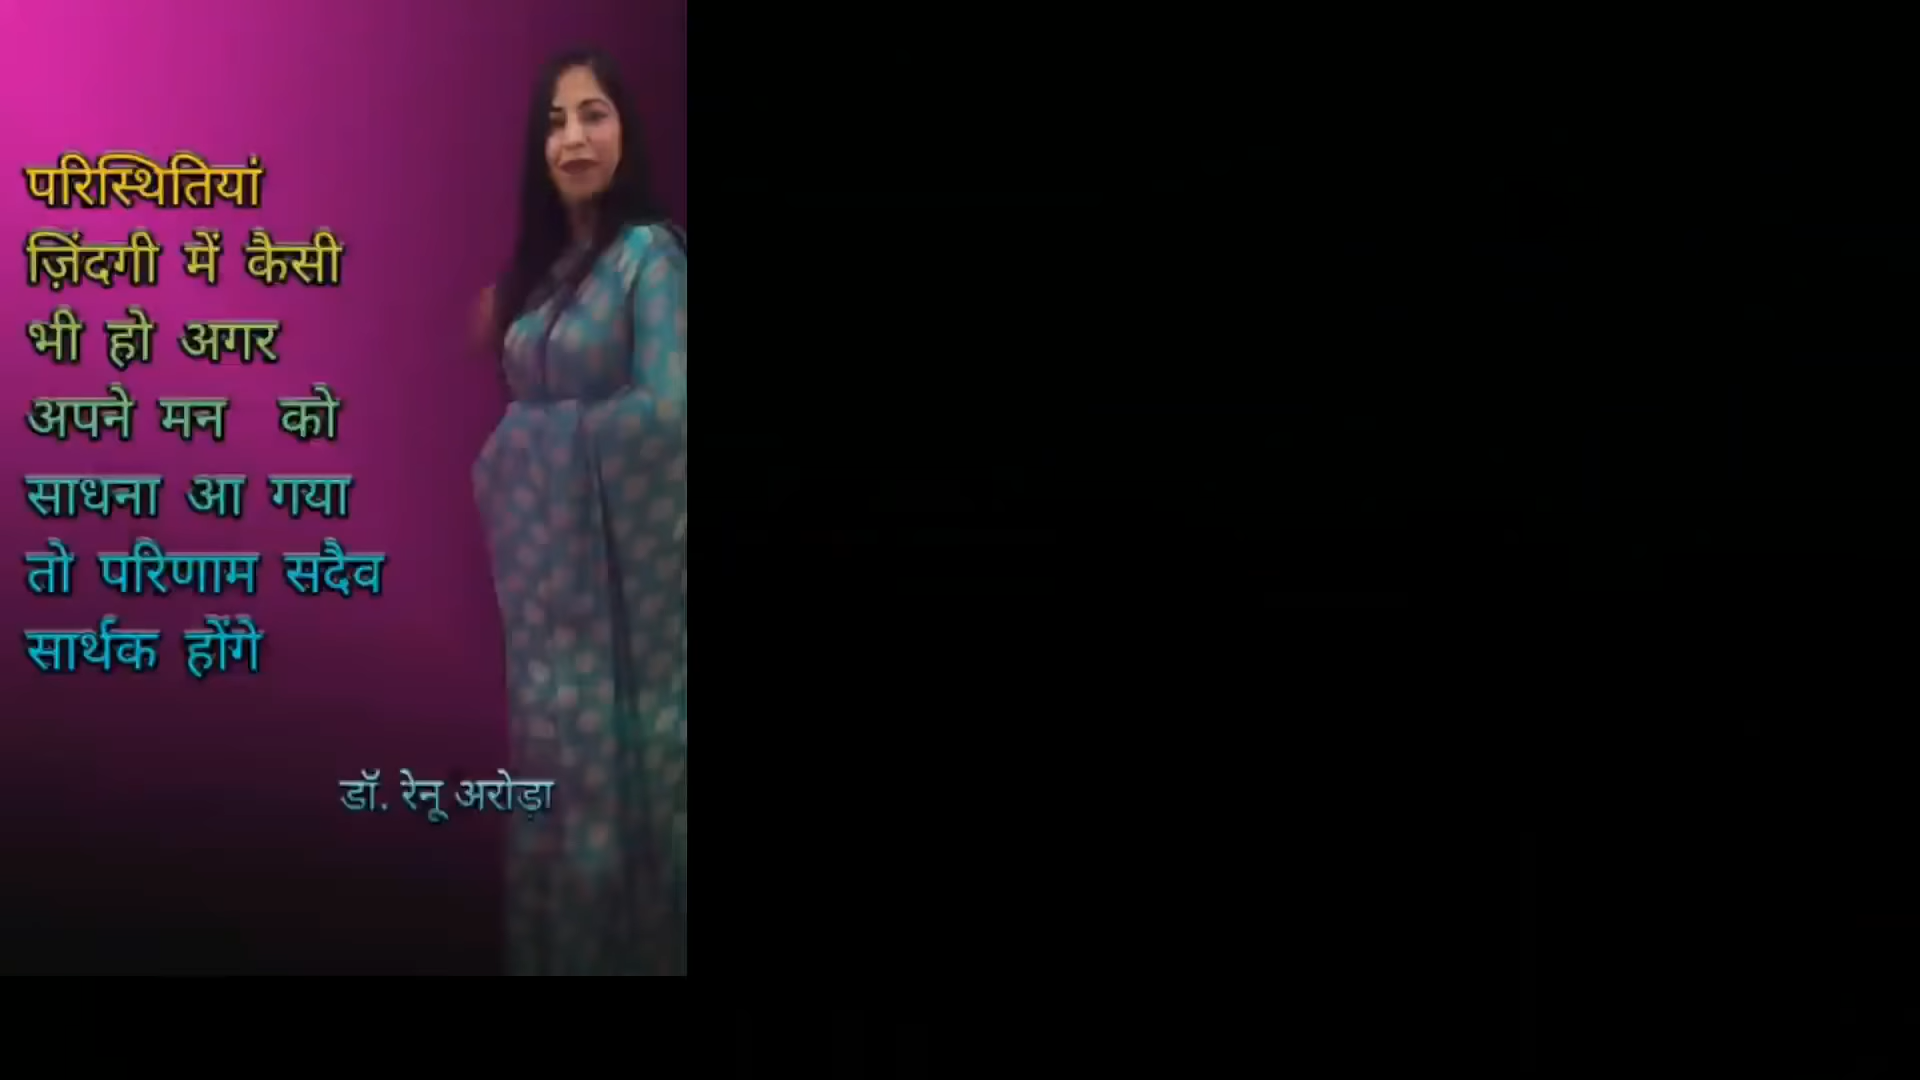 परिस्थितियां
ज़िंदगी में कैसी
भी हो अगर
अपने मन को
साधना आ गया
तो परिणाम सदैव
सार्थक होंगे
डॉ. रेनू अरोड़ा